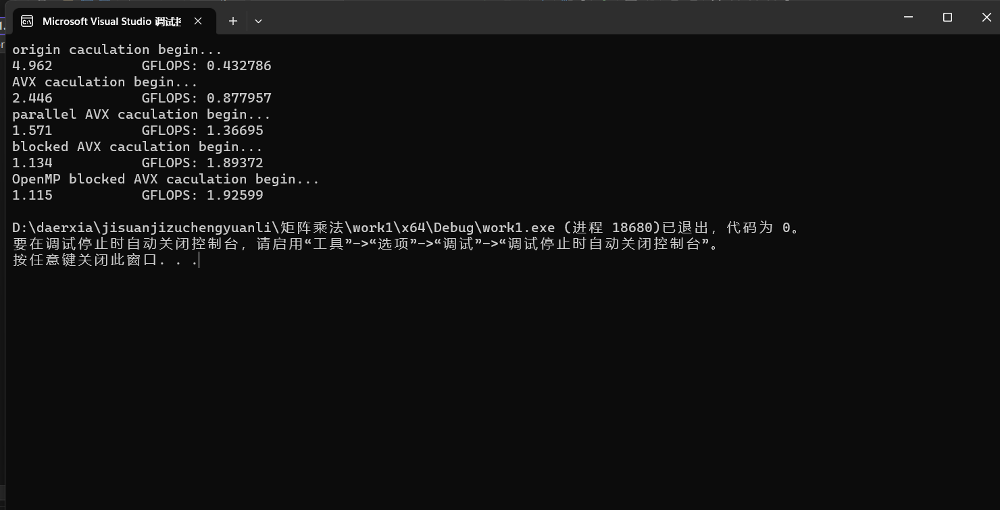 Microsoft Visual Studio 调试
origin caculation begin...
4.962 GFLOPS: 0.432786
AVX caculation begin...
2.446 GFLOPS: 0.877957
parallel AVX caculation begin...
1.571 GFLOPS: 1.36695
blocked AVX caculation begin...
1.134 GFLOPS: 1.89372
OpenMP blocked AVX caculation begin...
1.115 GFLOPS: 1.92599
D:\daerxia\jisuanjizuchengyuanli\矩阵乘法\work1\x64\Debug\work1.exe (进程 18680)已退出，代码为 0。
要在调试停止时自动关闭控制台，请启用“工具”->“选项”->“调试”->“调试停止时自动关闭控制台”。
按任意键关闭此窗口. . .